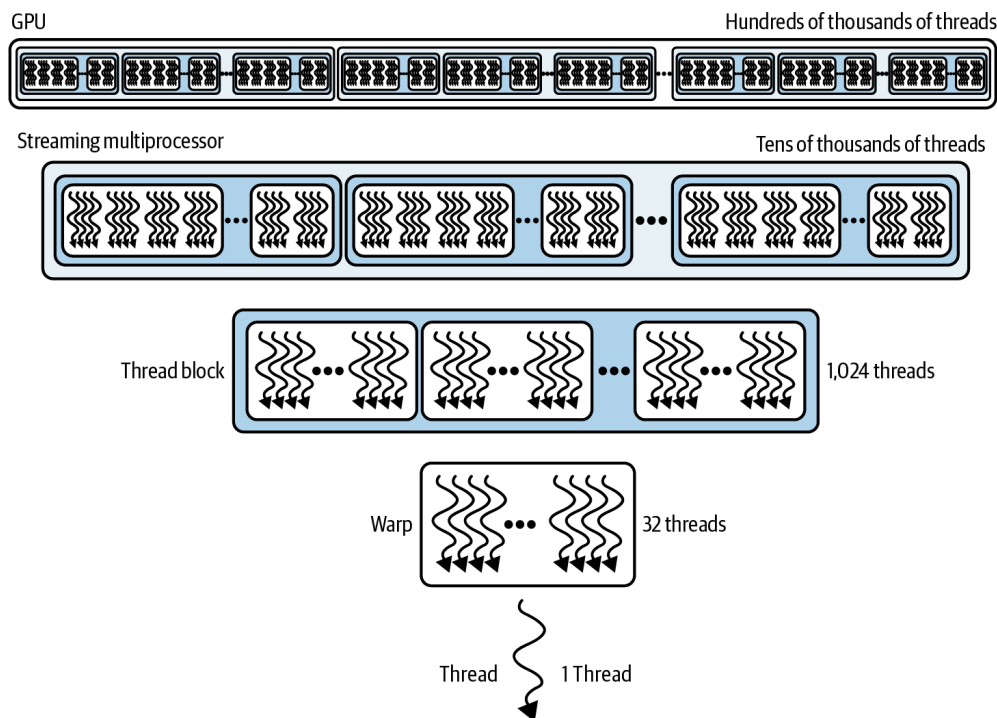 GPU
Hundreds of thousands of threads
Streaming multiprocessor
Tens of thousands of threads
Thread block
1,024 threads
Warp
32 threads
Thread
1 Thread